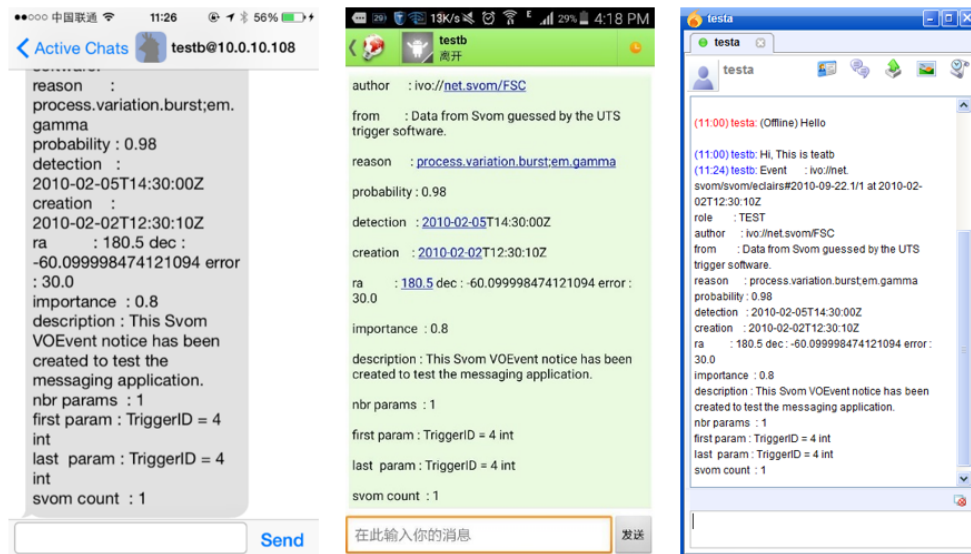 中国联通 11:26 56%
Active Chats testb@10.0.10.108
reason :
process.variation.burst;em.
gamma
probability : 0.98
detection :
2010-02-05T14:30:00Z
creation :
2010-02-02T12:30:10Z
ra : 180.5 dec :
-60.099998474121094 error
: 30.0
importance : 0.8
description : This Svom
VOEvent notice has been
created to test the
messaging application.
nbr params : 1
first param : TriggerID = 4
int
last param : TriggerID = 4
int
svom count : 1
Send
29 13K/s 29% 4:18 PM
testb
离开
author : ivo://net.svom/FSC
from : Data from Svom guessed by the UTS
trigger software.
reason : process.variation.burst;em.gamma
probability : 0.98
detection : 2010-02-05T14:30:00Z
creation : 2010-02-02T12:30:10Z
ra : 180.5 dec : -60.099998474121094 error :
30.0
importance : 0.8
description : This Svom VOEvent notice has been
created to test the messaging application.
nbr params : 1
first param : TriggerID = 4 int
last param : TriggerID = 4 int
svom count : 1
在此输入你的消息 发送
testa
testa
testa
(11:00) testa: (Offline) Hello
(11:00) testb: Hi, This is teatb
(11:24) testb: Event : ivo://net.
svom/svom/eclairs#2010-09-22.1/1 at 2010-02-
02T12:30:10Z
role : TEST
author : ivo://net.svom/FSC
from : Data from Svom guessed by the UTS
trigger software.
reason : process.variation.burst;em.gamma
probability : 0.98
detection : 2010-02-05T14:30:00Z
creation : 2010-02-02T12:30:10Z
ra : 180.5 dec : -60.099998474121094 error :
30.0
importance : 0.8
description : This Svom VOEvent notice has been
created to test the messaging application.
nbr params : 1
first param : TriggerID = 4 int
last param : TriggerID = 4 int
svom count : 1